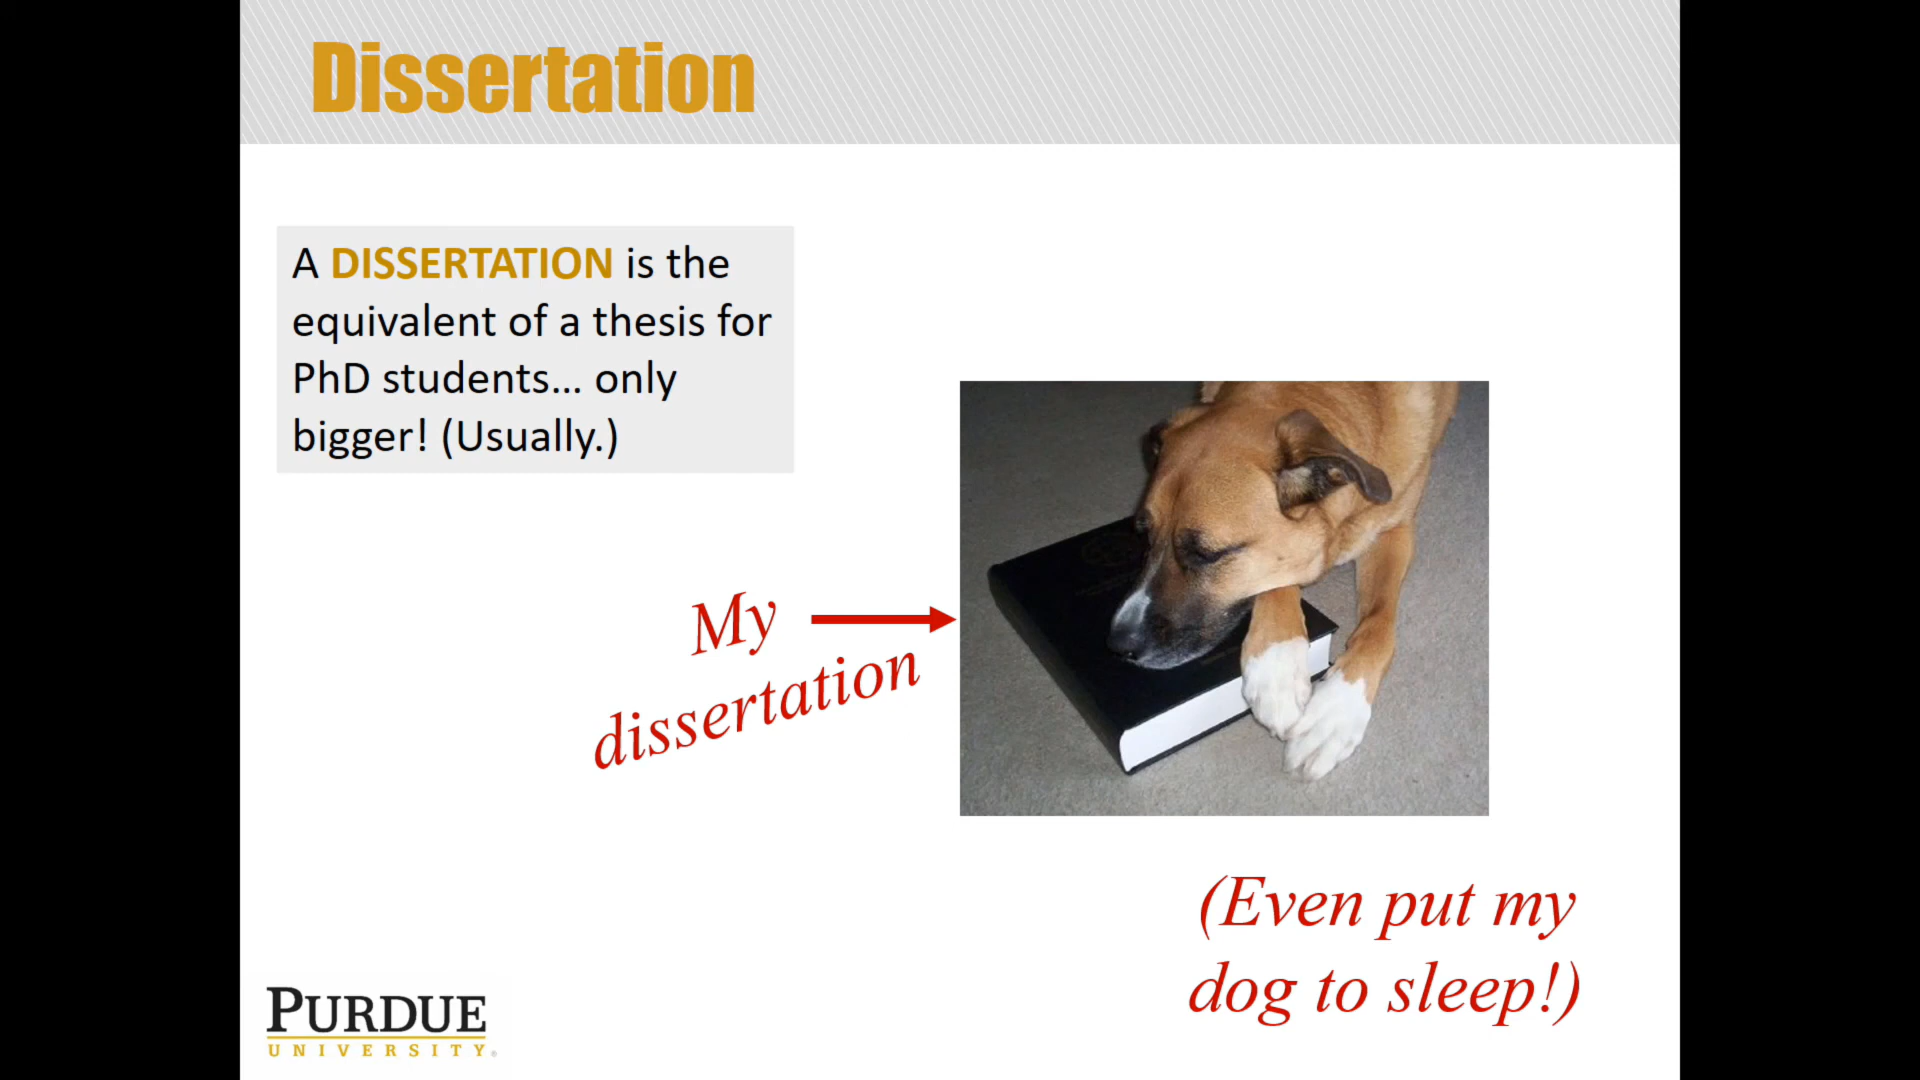 Dissertation
A DISSERTATION is the
equivalent of a thesis for
PhD students... only
bigger! (Usually.)
My
dissertation
(Even put my
dog to sleep!)
PURDUE
UNIVERSITY®